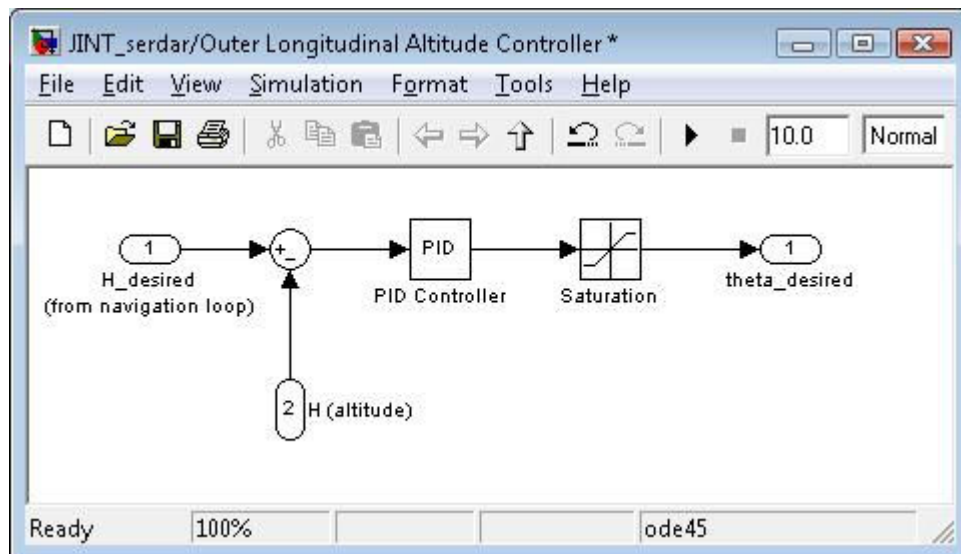 JINT_serdar/Outer Longitudinal Altitude Controller *
File Edit View Simulation Format Tools Help
10.0 Normal
1
H_desired
(from navigation loop)
+
-
PID
PID Controller
Saturation
1
theta_desired
2
H (altitude)
Ready 100% ode45